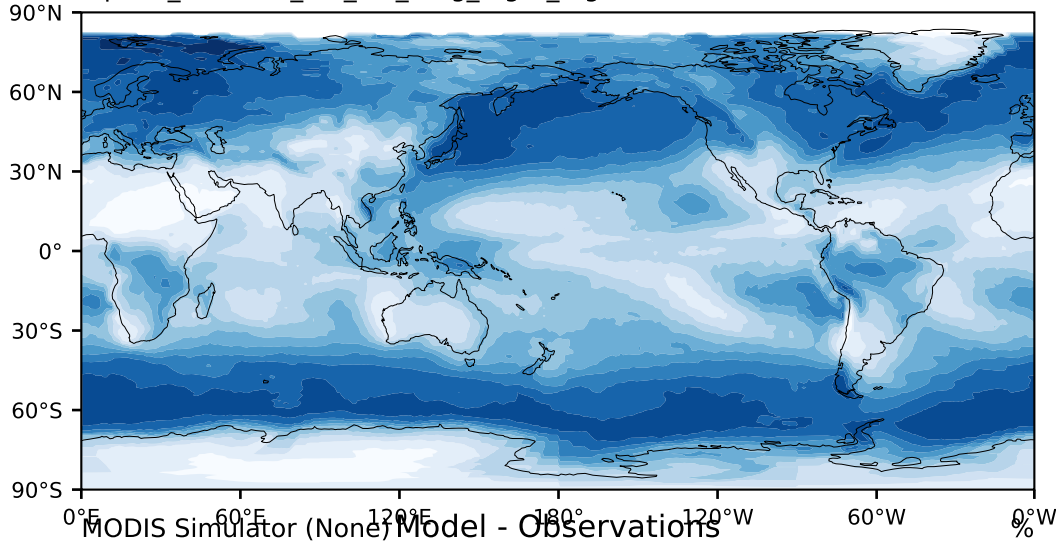 90°N
60°N
30°N
0°
30°S
60°S
90°S
0°E 60°E 120°E 180° 120°W 60°W 0°W
MODIS Simulator (None) Model - Observations %